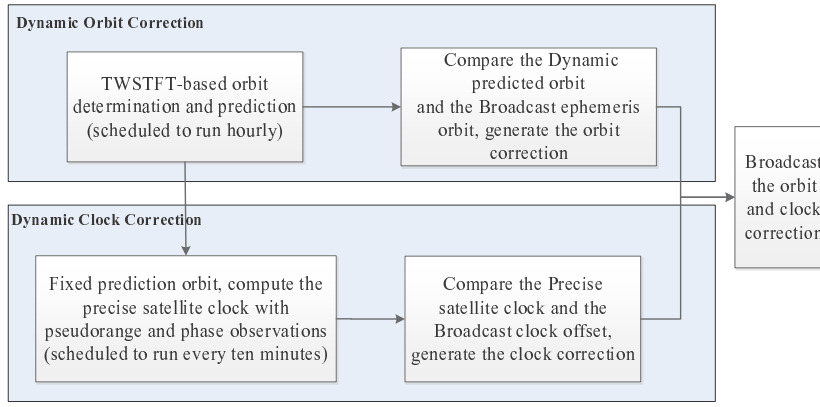 Dynamic Orbit Correction
TWSTFT-based orbit
determination and prediction
(scheduled to run hourly)
Compare the Dynamic
predicted orbit
and the Broadcast ephemeris
orbit, generate the orbit
correction
Broadcast
the orbit
and clock
correction
Dynamic Clock Correction
Fixed prediction orbit, compute the
precise satellite clock with
pseudorange and phase observations
(scheduled to run every ten minutes)
Compare the Precise
satellite clock and the
Broadcast clock offset,
generate the clock correction